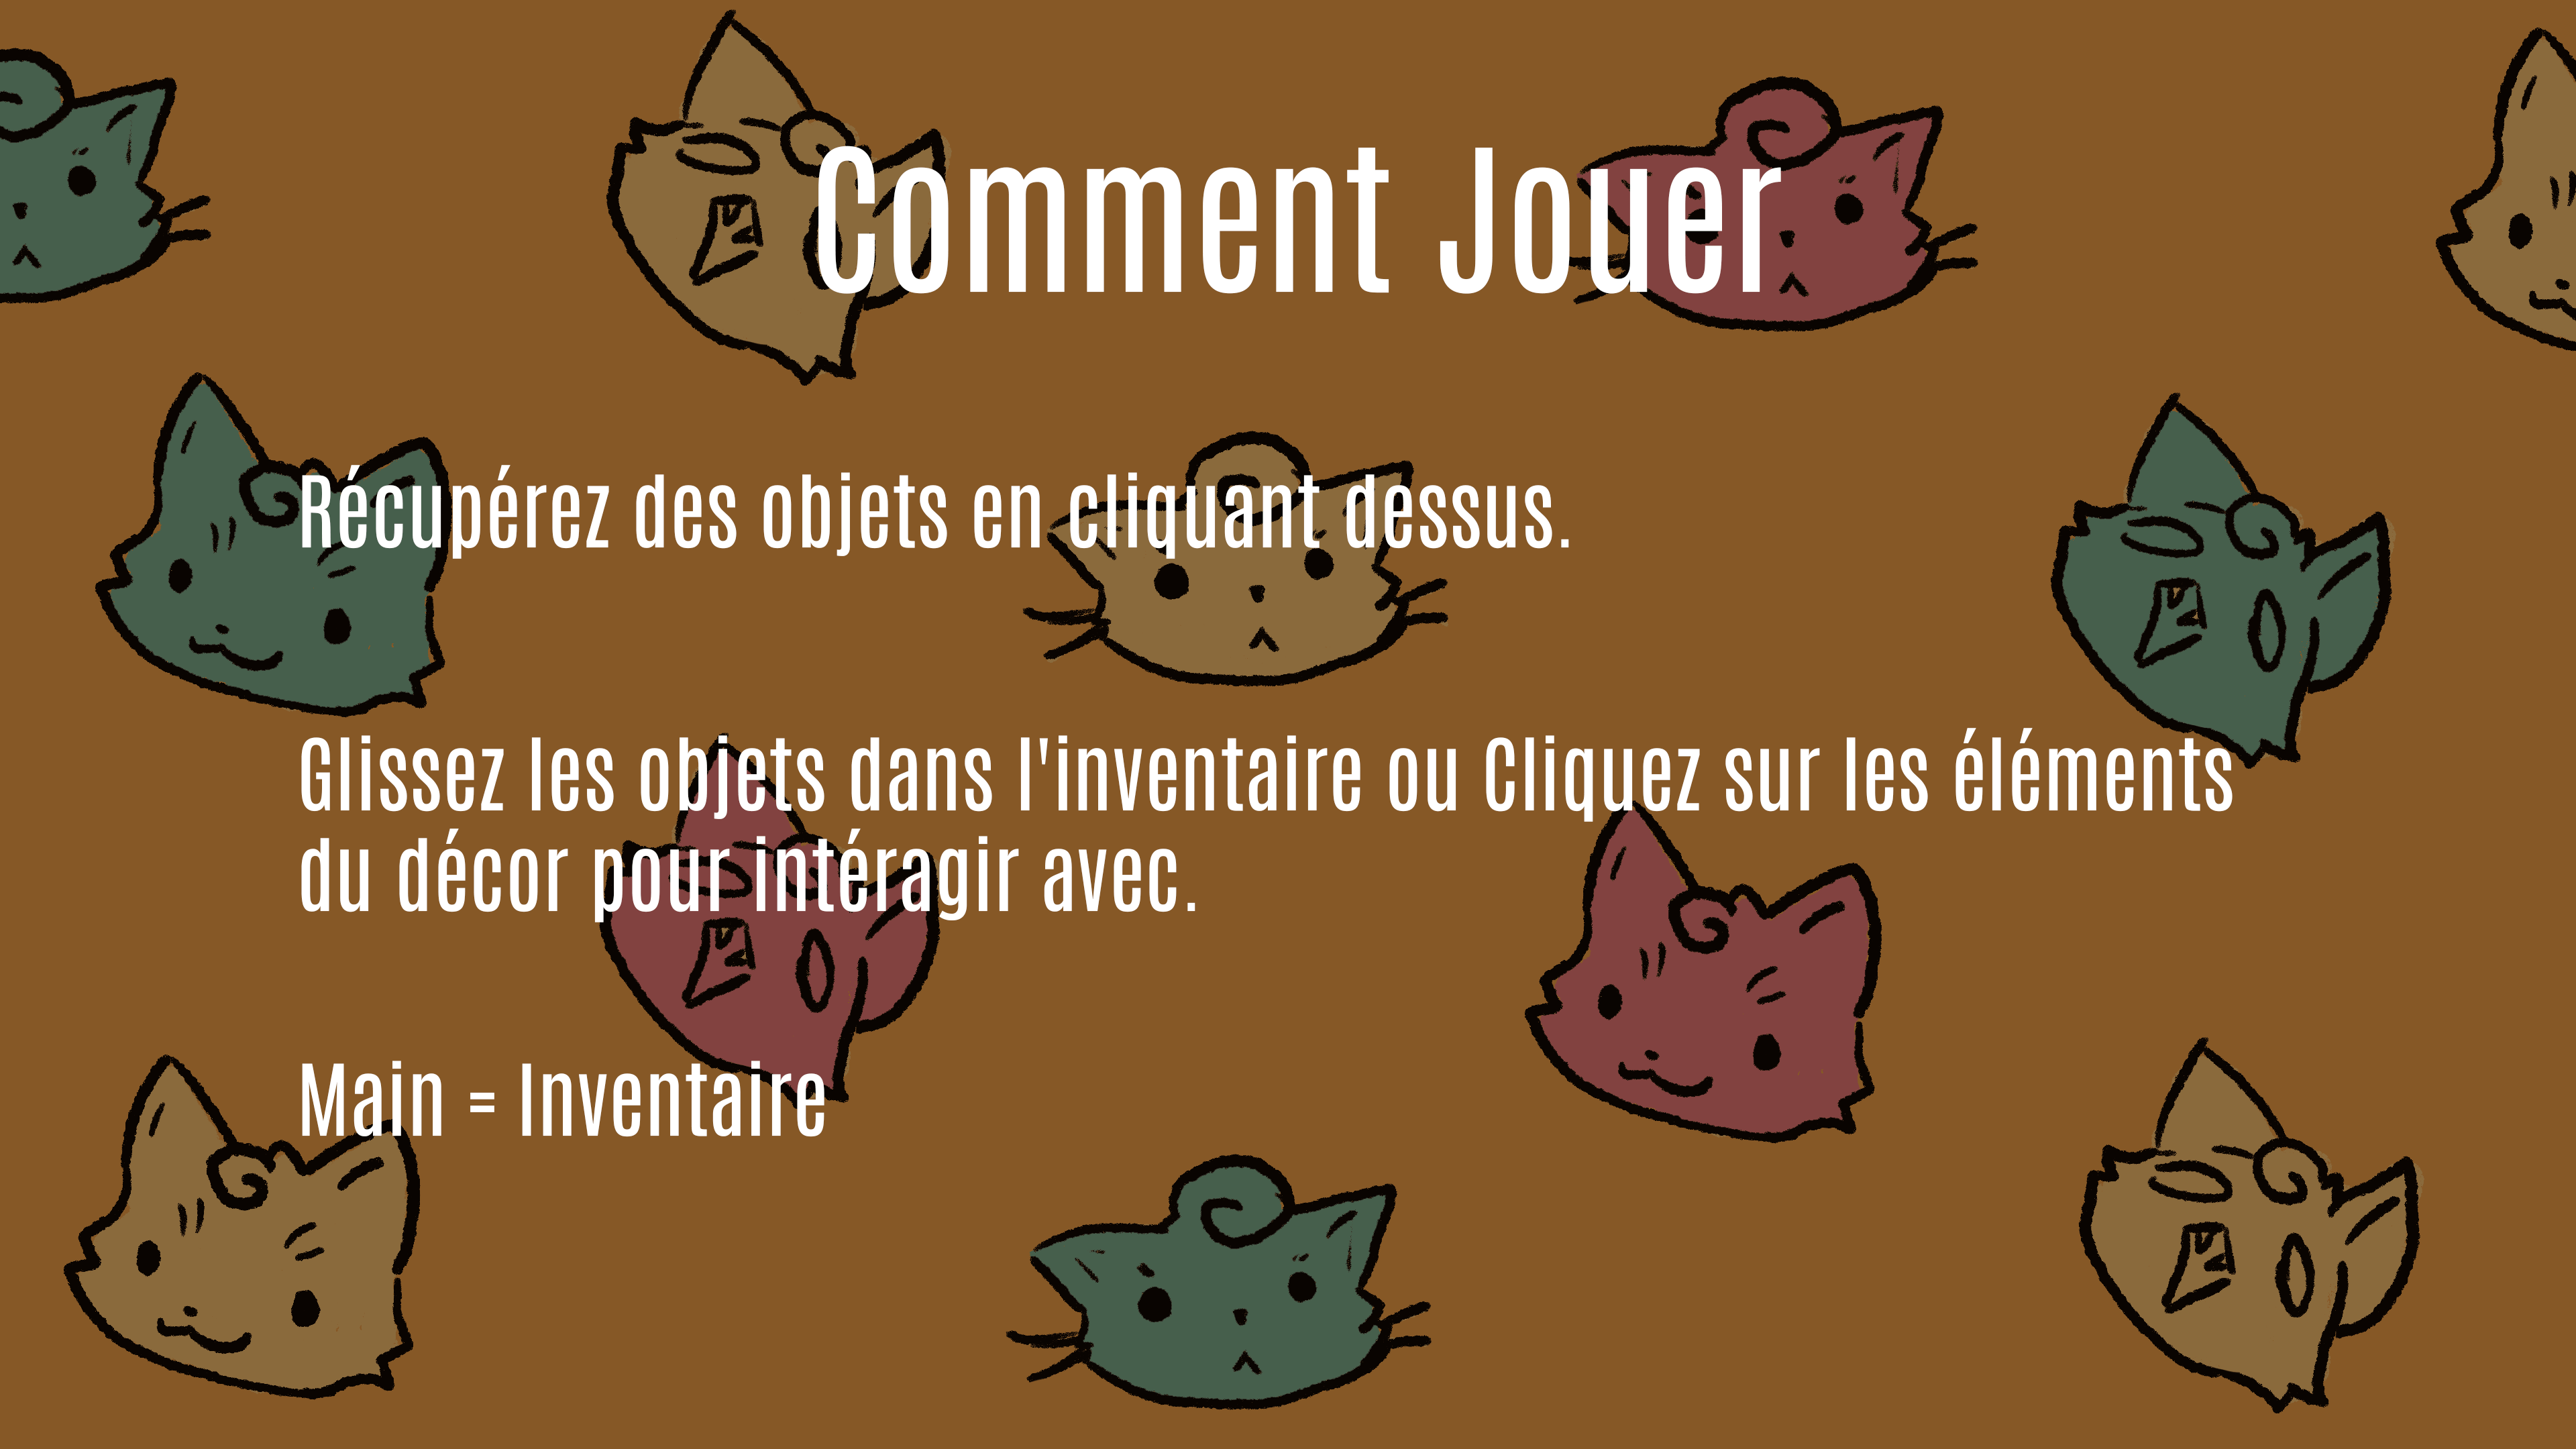 Comment Jouer
Récupérez des objets en cliquant dessus.
Glissez les objets dans l'inventaire ou Cliquez sur les éléments
du décor pour intéragir avec.
Main = Inventaire